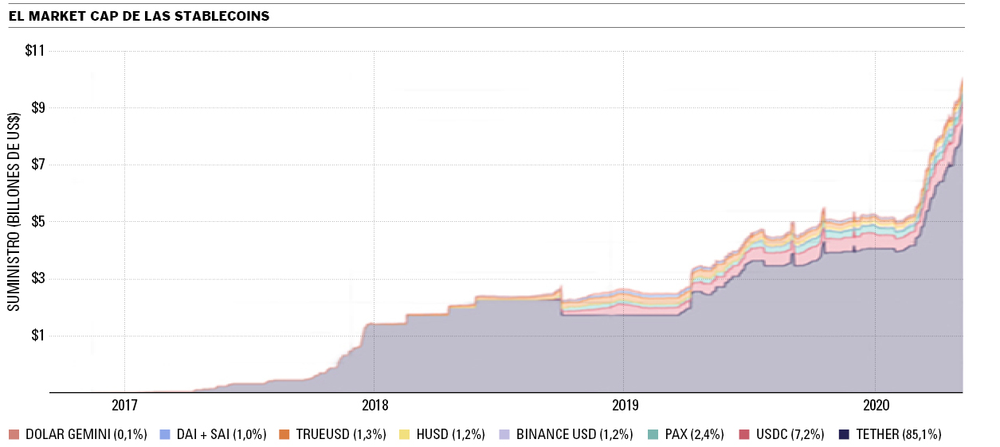 EL MARKET CAP DE LAS STABLECOINS
SUMINISTRO (BILLONES DE US$)
$11
$9
$7
$5
$3
$1
2017 2018 2019 2020
DOLAR GEMINI (0,1%) DAI + SAI (1,0%) TRUEUSD (1,3%) HUSD (1,2%) BINANCE USD (1,2%) PAX (2,4%) USDC (7,2%) TETHER (85,1%)